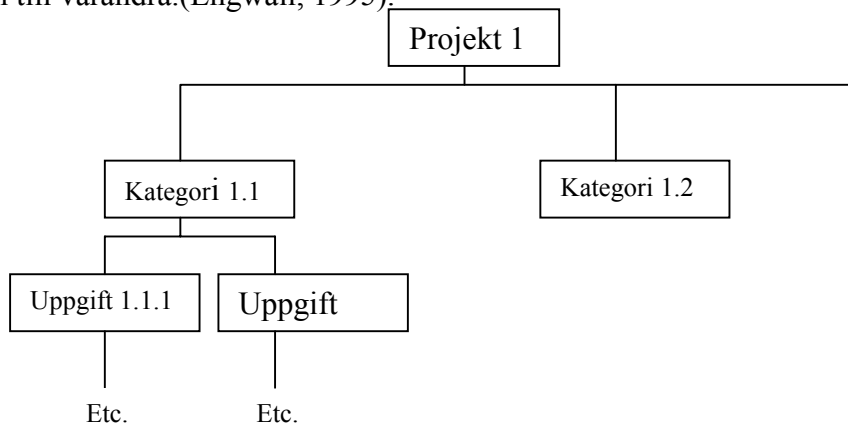 till varandra.(Engwall, 1995).
Projekt 1
Kategori 1.1
Kategori 1.2
Uppgift 1.1.1
Uppgift
Etc.
Etc.